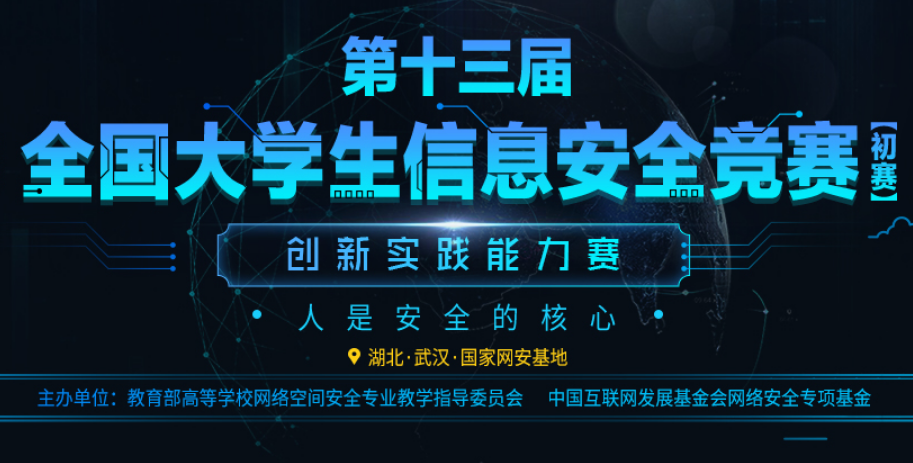 第十三届
全国大学生信息安全竞赛【初赛】
创新实践能力赛
• 人是安全的核心 •
湖北·武汉·国家网安基地
主办单位：教育部高等学校网络空间安全专业教学指导委员会 中国互联网发展基金会网络安全专项基金